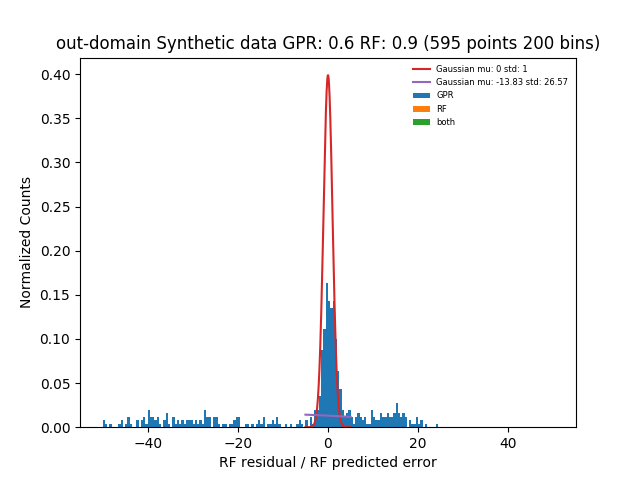 out-domain Synthetic data GPR: 0.6 RF: 0.9 (595 points 200 bins)
Gaussian mu: 0 std: 1
Gaussian mu: -13.83 std: 26.57
GPR
RF
both
Normalized Counts
0.40
0.35
0.30
0.25
0.20
0.15
0.10
0.05
0.00
−40 −20 0 20 40
RF residual / RF predicted error